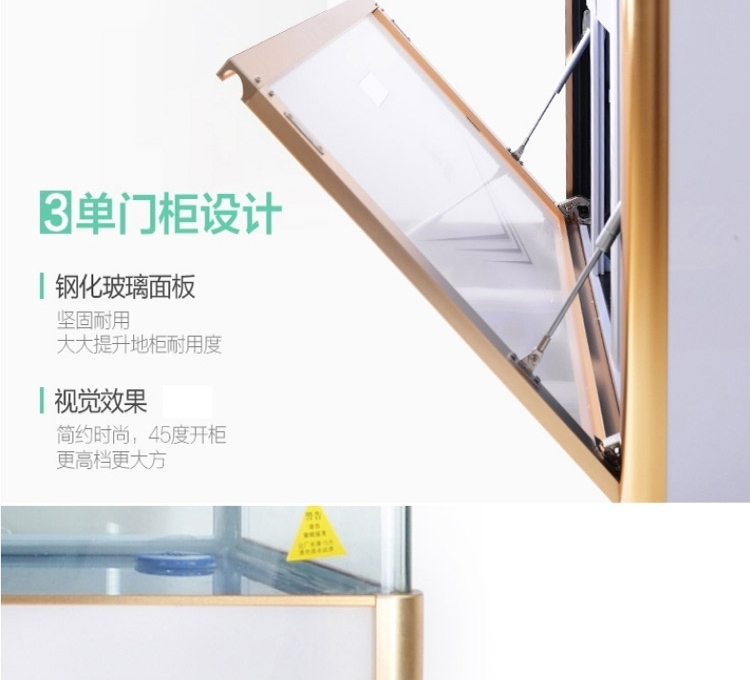 3单门柜设计
钢化玻璃面板
坚固耐用
大大提升地柜耐用度
视觉效果
简约时尚，45度开柜
更高档更大方
警告